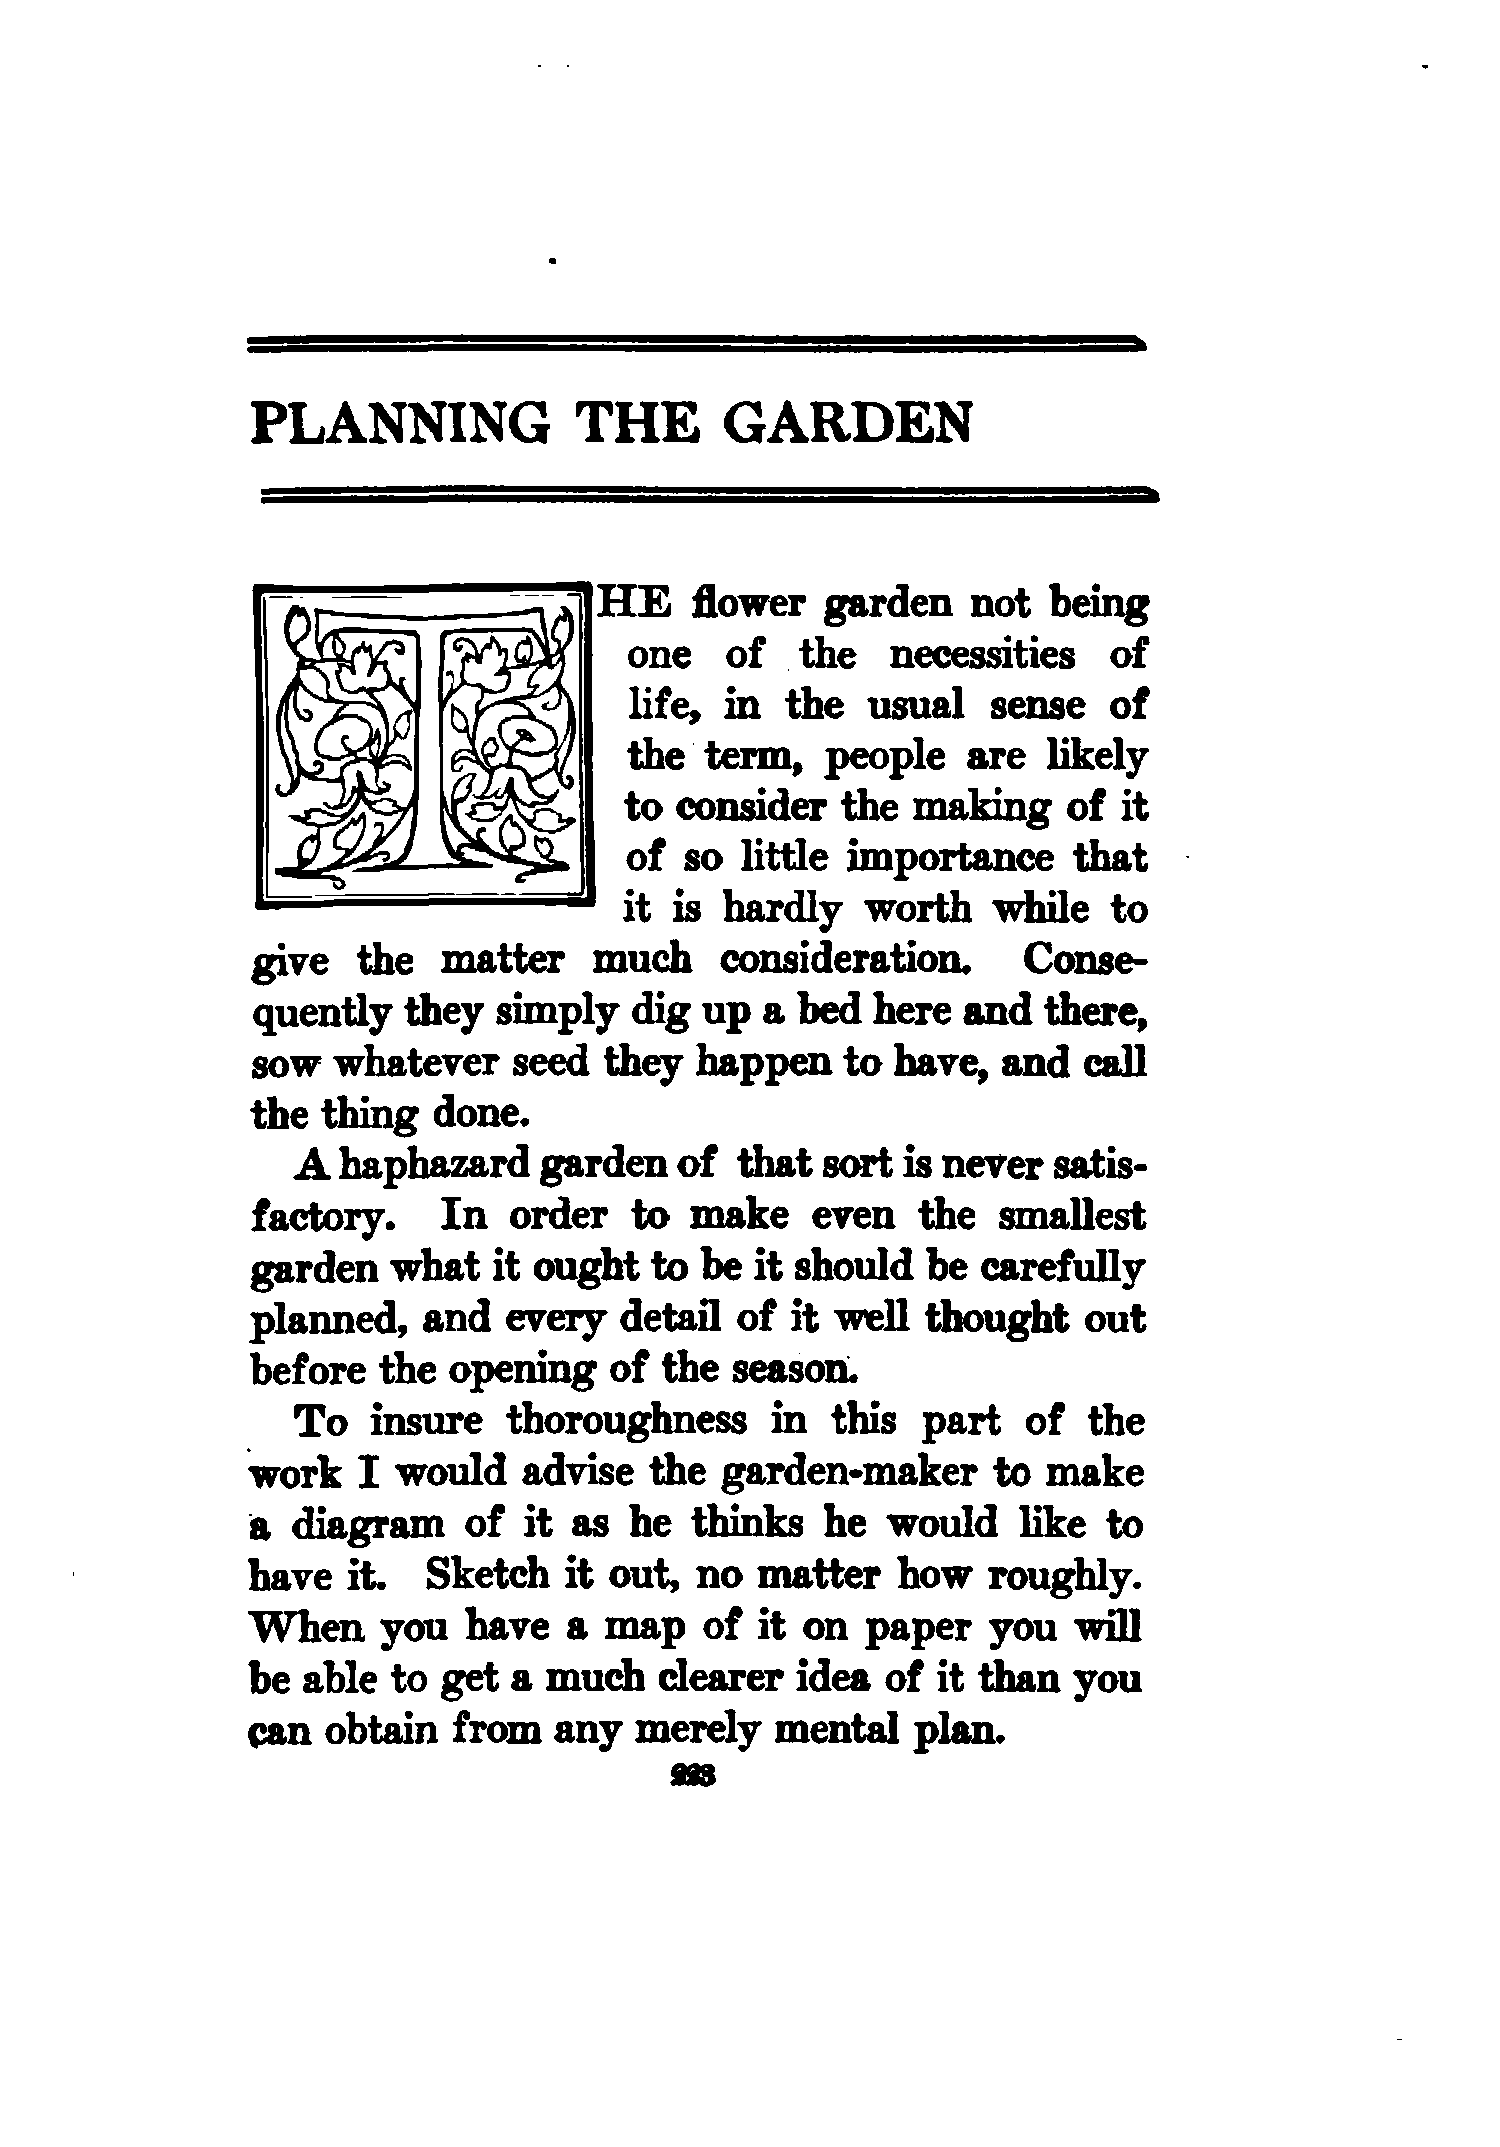 PLANNING THE GARDEN
THE flower garden not being
one of the necessities of
life, in the usual sense of
the term, people are likely
to consider the making of it
of so little importance that
it is hardly worth while to
give the matter much consideration. Conse-
quently they simply dig up a bed here and there,
sow whatever seed they happen to have, and call
the thing done.
A haphazard garden of that sort is never satis-
factory. In order to make even the smallest
garden what it ought to be it should be carefully
planned, and every detail of it well thought out
before the opening of the season.
To insure thoroughness in this part of the
work I would advise the garden-maker to make
a diagram of it as he thinks he would like to
have it. Sketch it out, no matter how roughly.
When you have a map of it on paper you will
be able to get a much clearer idea of it than you
can obtain from any merely mental plan.
223